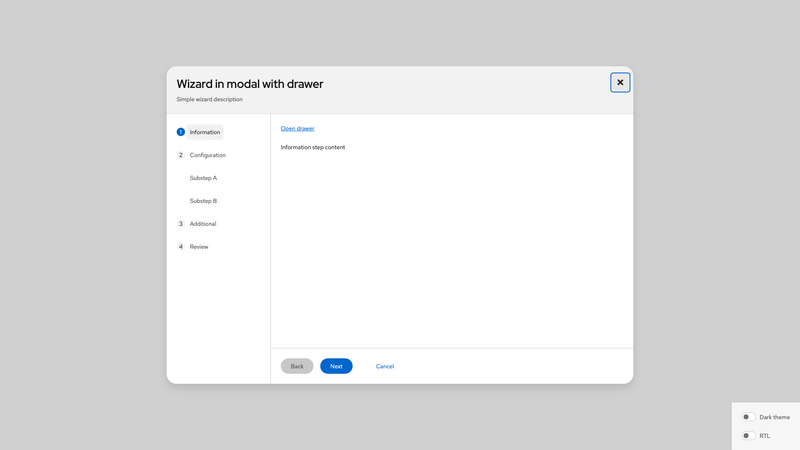 Wizard in modal with drawer
Simple wizard description
1 Information
2 Configuration
Substep A
Substep B
3 Additional
4 Review
Open drawer
Information step content
Back Next Cancel
Dark theme
RTL